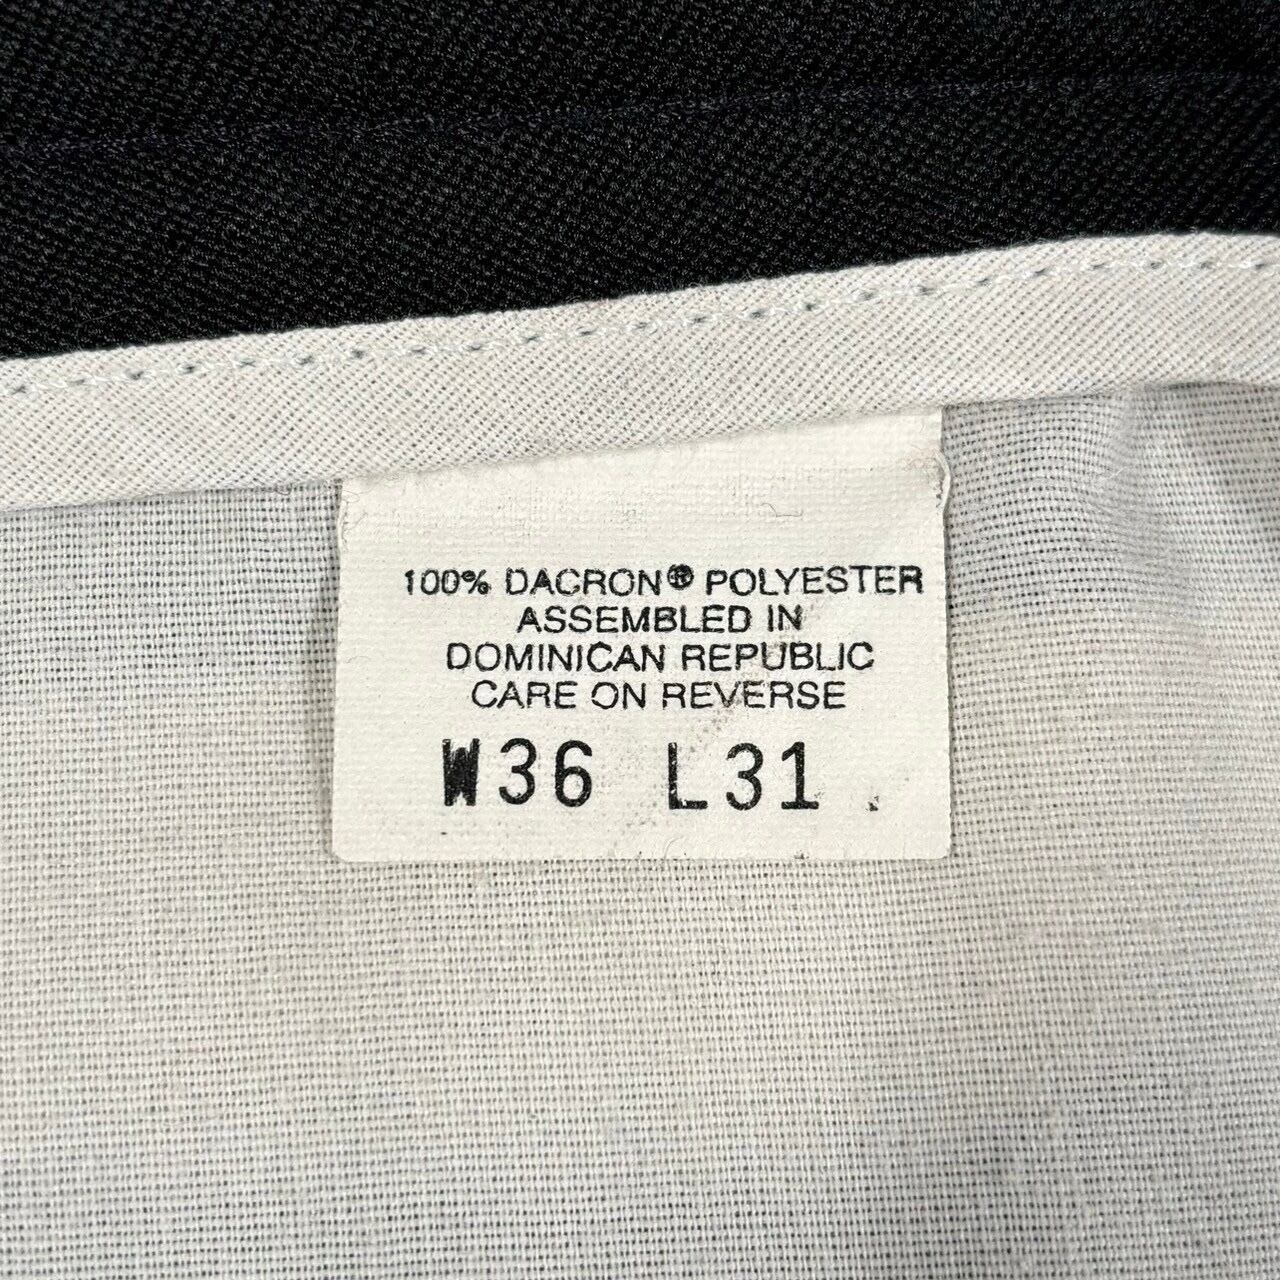 100% DACRON® POLYESTER
ASSEMBLED IN
DOMINICAN REPUBLIC
CARE ON REVERSE
W36 L31